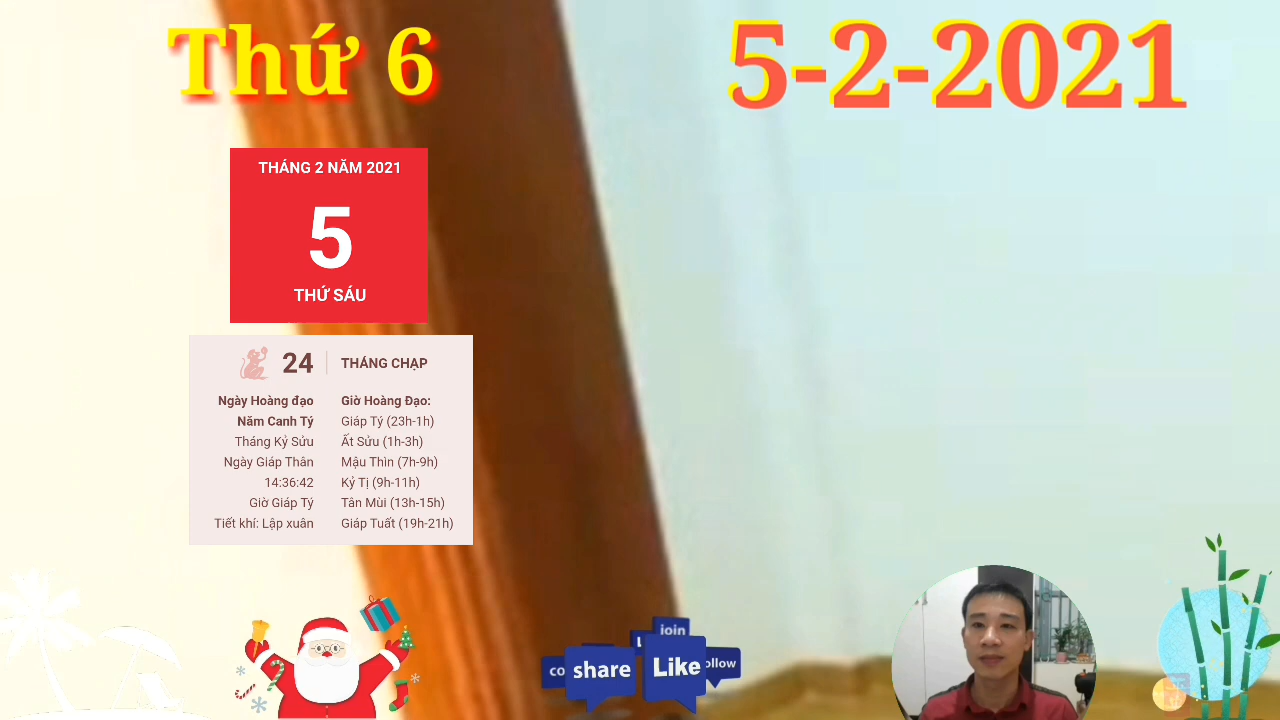 Thứ 6
5-2-2021
THÁNG 2 NĂM 2021
5
THỨ SÁU
24
THÁNG CHẠP
Ngày Hoàng đạo
Năm Canh Tý
Tháng Kỷ Sửu
Ngày Giáp Thân
14:36:42
Giờ Giáp Tý
Tiết khí: Lập xuân
Giờ Hoàng Đạo:
Giáp Tý (23h-1h)
Ất Sửu (1h-3h)
Mậu Thìn (7h-9h)
Kỷ Tị (9h-11h)
Tân Mùi (13h-15h)
Giáp Tuất (19h-21h)
join
share
Like